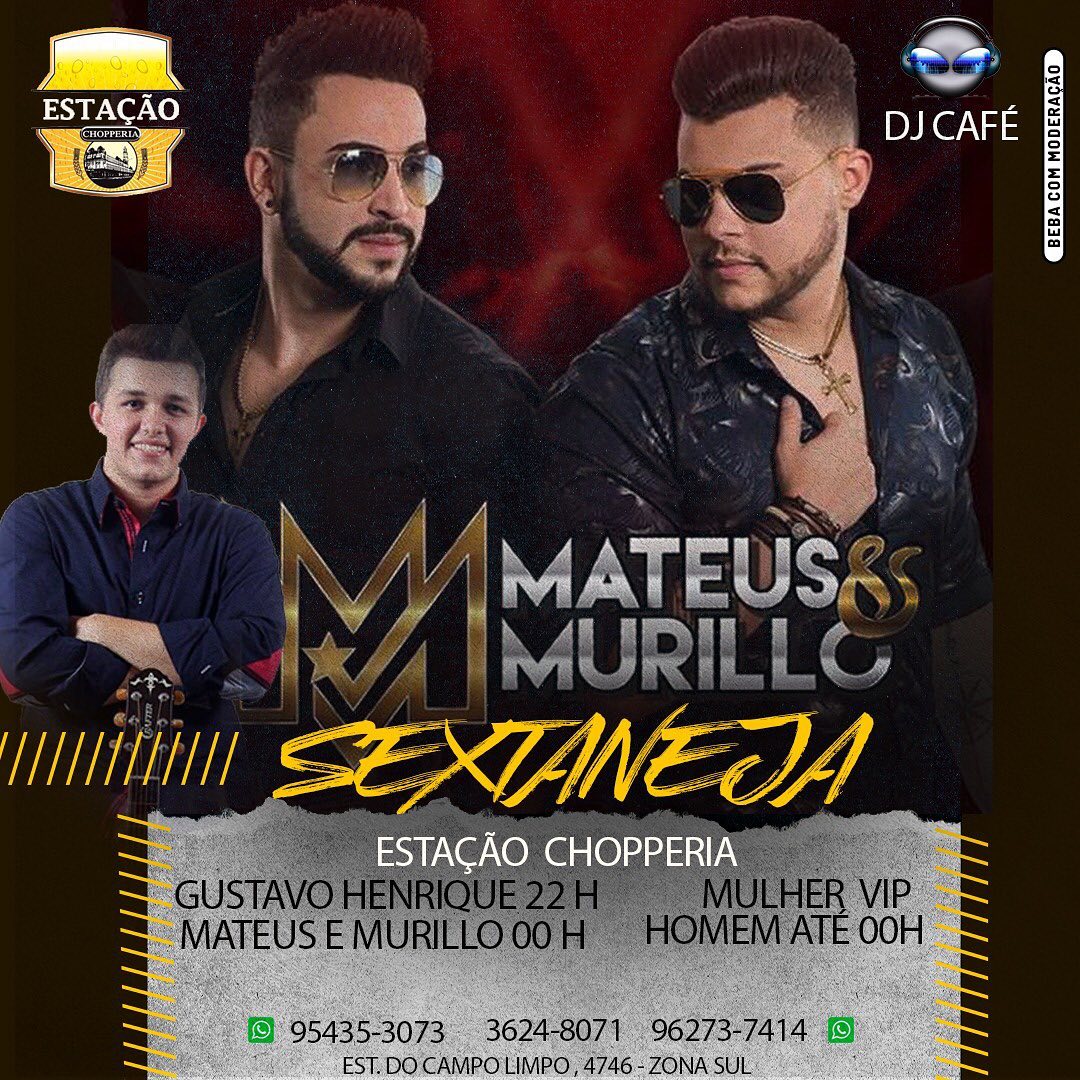 ESTAÇÃO
CHOPPERIA
DJ CAFÉ
BEBA COM MODERAÇÃO
MATEUS &
MURILLO
SEXTANEJA
ESTAÇÃO CHOPPERIA
GUSTAVO HENRIQUE 22 H
MATEUS E MURILLO 00 H
MULHER VIP
HOMEM ATÉ 00H
95435-3073 3624-8071 96273-7414
EST. DO CAMPO LIMPO , 4746 - ZONA SUL